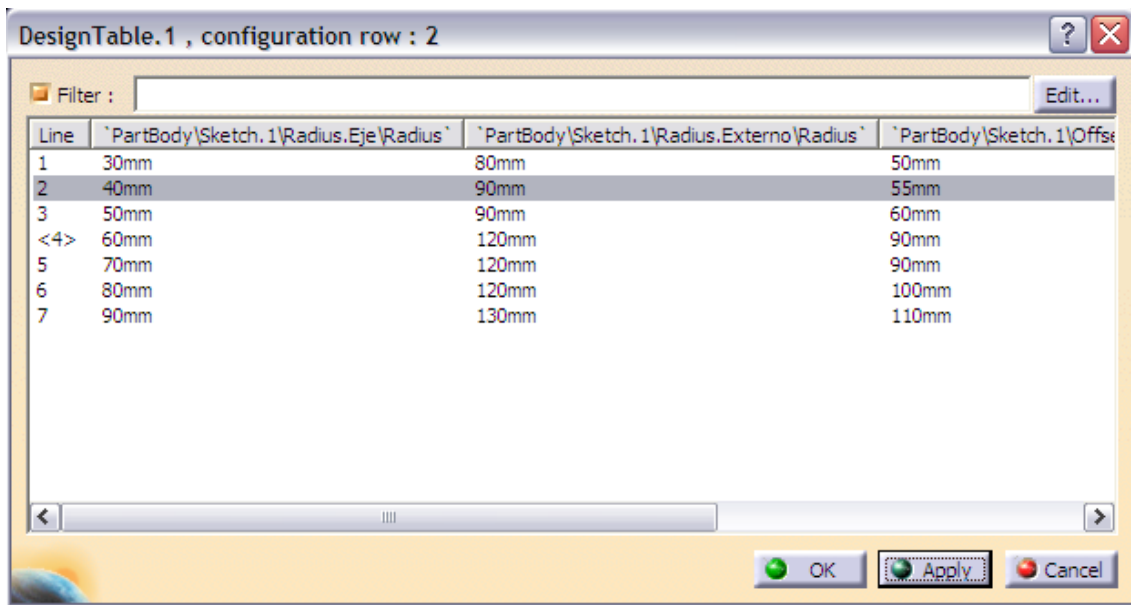 DesignTable.1 , configuration row : 2
Filter :
Edit...
Line `PartBody\Sketch.1\Radius.Eje\Radius` `PartBody\Sketch.1\Radius.Externo\Radius` `PartBody\Sketch.1\Offse
1 30mm 80mm 50mm
2 40mm 90mm 55mm
3 50mm 90mm 60mm
<4> 60mm 120mm 90mm
5 70mm 120mm 90mm
6 80mm 120mm 100mm
7 90mm 130mm 110mm
OK Apply Cancel